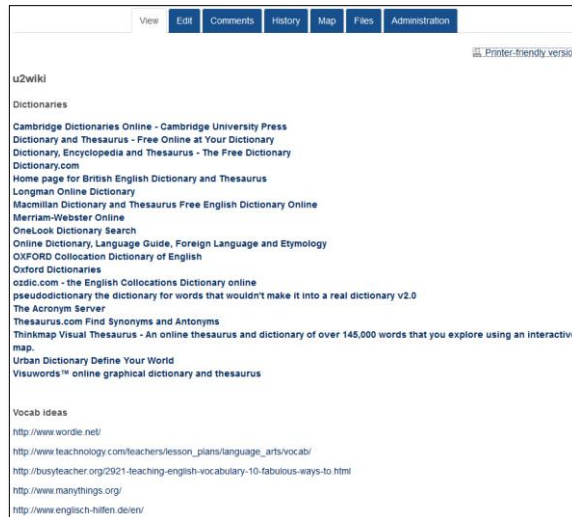 View Edit Comments History Map Files Administration
Printer-friendly versio
u2wiki
Dictionaries
Cambridge Dictionaries Online - Cambridge University Press
Dictionary and Thesaurus - Free Online at Your Dictionary
Dictionary, Encyclopedia and Thesaurus - The Free Dictionary
Dictionary.com
Home page for British English Dictionary and Thesaurus
Longman Online Dictionary
Macmillan Dictionary and Thesaurus Free English Dictionary Online
Merriam-Webster Online
OneLook Dictionary Search
Online Dictionary, Language Guide, Foreign Language and Etymology
OXFORD Collocation Dictionary of English
Oxford Dictionaries
ozdic.com - the English Collocations Dictionary online
pseudodictionary the dictionary for words that wouldn't make it into a real dictionary v2.0
The Acronym Server
Thesaurus.com Find Synonyms and Antonyms
Thinkmap Visual Thesaurus - An online thesaurus and dictionary of over 145,000 words that you explore using an interactive
map.
Urban Dictionary Define Your World
Visuwords™ online graphical dictionary and thesaurus
Vocab ideas
http://www.wordle.net/
http://www.teachnology.com/teachers/lesson_plans/language_arts/vocab/
http://busyteacher.org/2921-teaching-english-vocabulary-10-fabulous-ways-to.html
http://www.manythings.org/
http://www.englisch-hilfen.de/en/